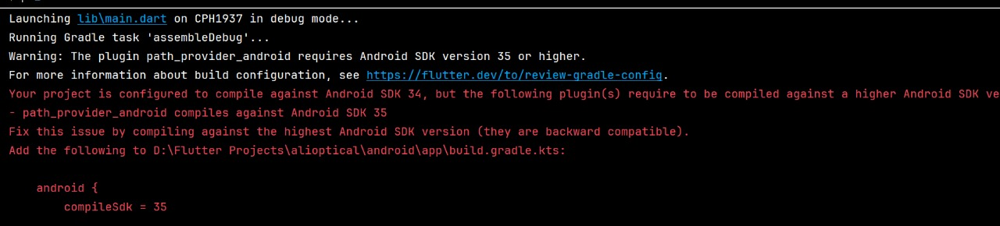 Launching lib\main.dart on CPH1937 in debug mode...
Running Gradle task 'assembleDebug'...
Warning: The plugin path_provider_android requires Android SDK version 35 or higher.
For more information about build configuration, see https://flutter.dev/to/review-gradle-config.
Your project is configured to compile against Android SDK 34, but the following plugin(s) require to be compiled against a higher Android SDK ve
- path_provider_android compiles against Android SDK 35
Fix this issue by compiling against the highest Android SDK version (they are backward compatible).
Add the following to D:\Flutter Projects\alioptical\android\app\build.gradle.kts:
android {
compileSdk = 35